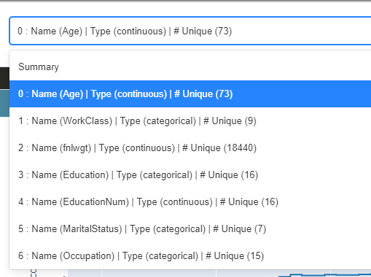 0 : Name (Age) | Type (continuous) | # Unique (73)
Summary
0 : Name (Age) | Type (continuous) | # Unique (73)
1 : Name (WorkClass) | Type (categorical) | # Unique (9)
2 : Name (fnlwgt) | Type (continuous) | # Unique (18440)
3 : Name (Education) | Type (categorical) | # Unique (16)
4 : Name (EducationNum) | Type (continuous) | # Unique (16)
5 : Name (MaritalStatus) | Type (categorical) | # Unique (7)
6 : Name (Occupation) | Type (categorical) | # Unique (15)